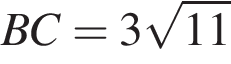 BC = 3√11